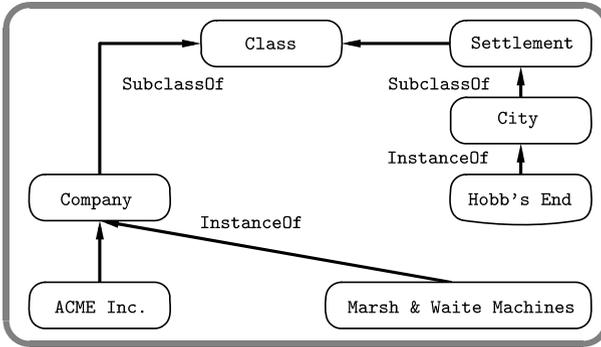 Class
Settlement
SubclassOf
SubclassOf
City
InstanceOf
Company
Hobb's End
InstanceOf
ACME Inc.
Marsh & Waite Machines